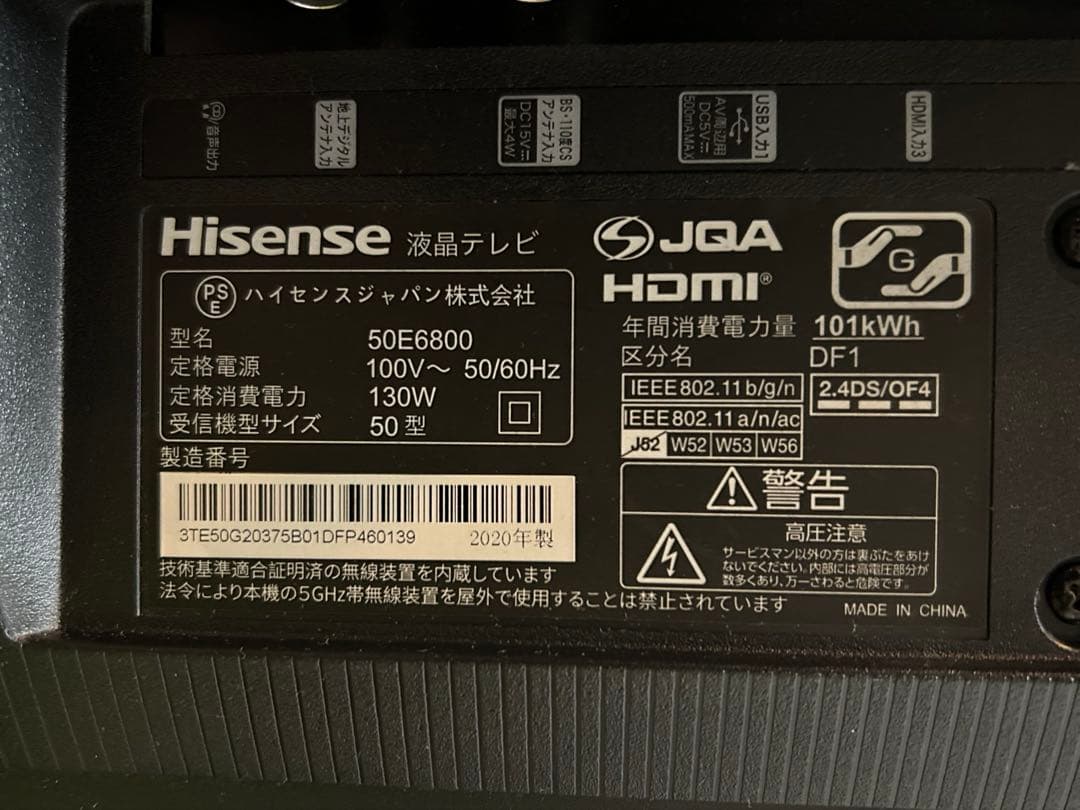 音声出力
地上デジタル
アンテナ入力
BS・110度CS
アンテナ入力
DC15V
最大4W
USB入力1
AV周辺用
DC5V
500mAMAX
HDMI入力3
Hisense 液晶テレビ
JQA
HDMI®
G
PS
E
ハイセンスジャパン株式会社
型名 50E6800
定格電源 100V～ 50/60Hz
定格消費電力 130W
受信機型サイズ 50型
年間消費電力量 101kWh
区分名 DF1
IEEE802.11b/g/n
2.4DS/OF4
IEEE802.11a/n/ac
J52 W52 W53 W56
製造番号
3TE50G20375B01DFP460139 2020年製
警告
高圧注意
サービスマン以外の方は裏ぶたをあけ
ないでください。内部には高電圧部分が
数多くあり、万一さわると危険です。
技術基準適合証明済の無線装置を内蔵しています
法令により本機の5GHz帯無線装置を屋外で使用することは禁止されています
MADE IN CHINA